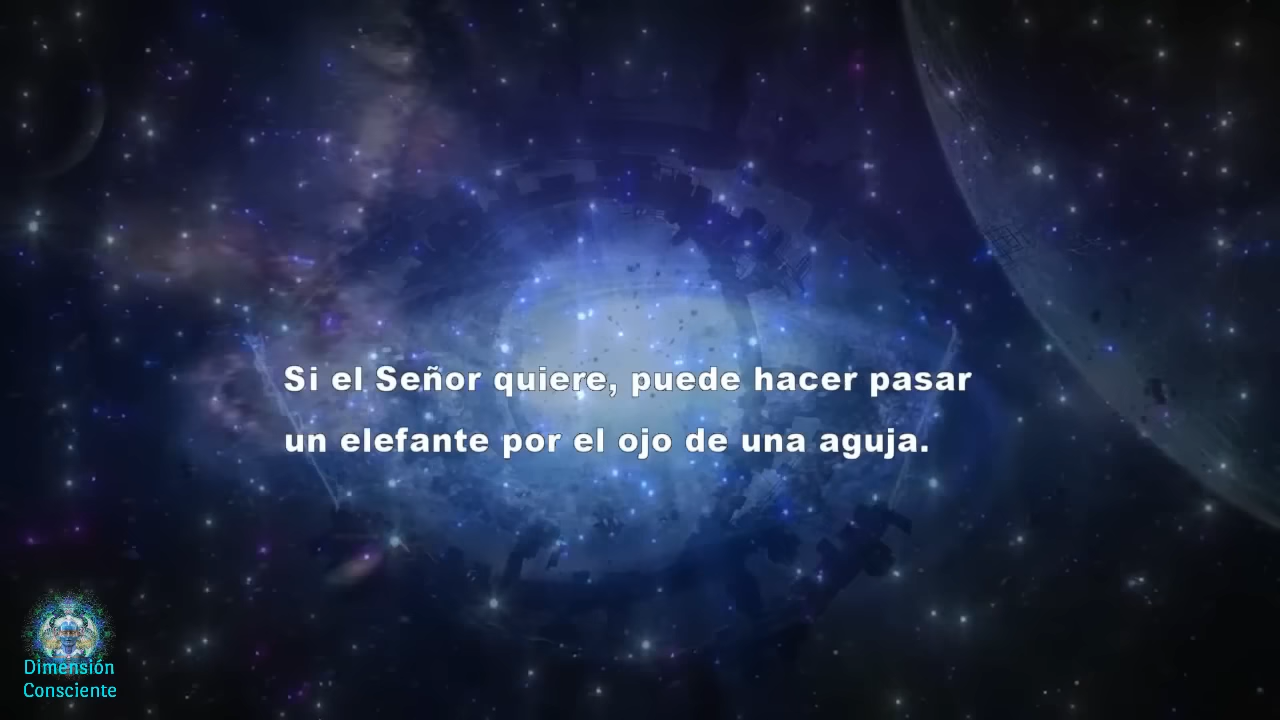 Si el Señor quiere, puede hacer pasar
un elefante por el ojo de una aguja.
Dimensión
Consciente